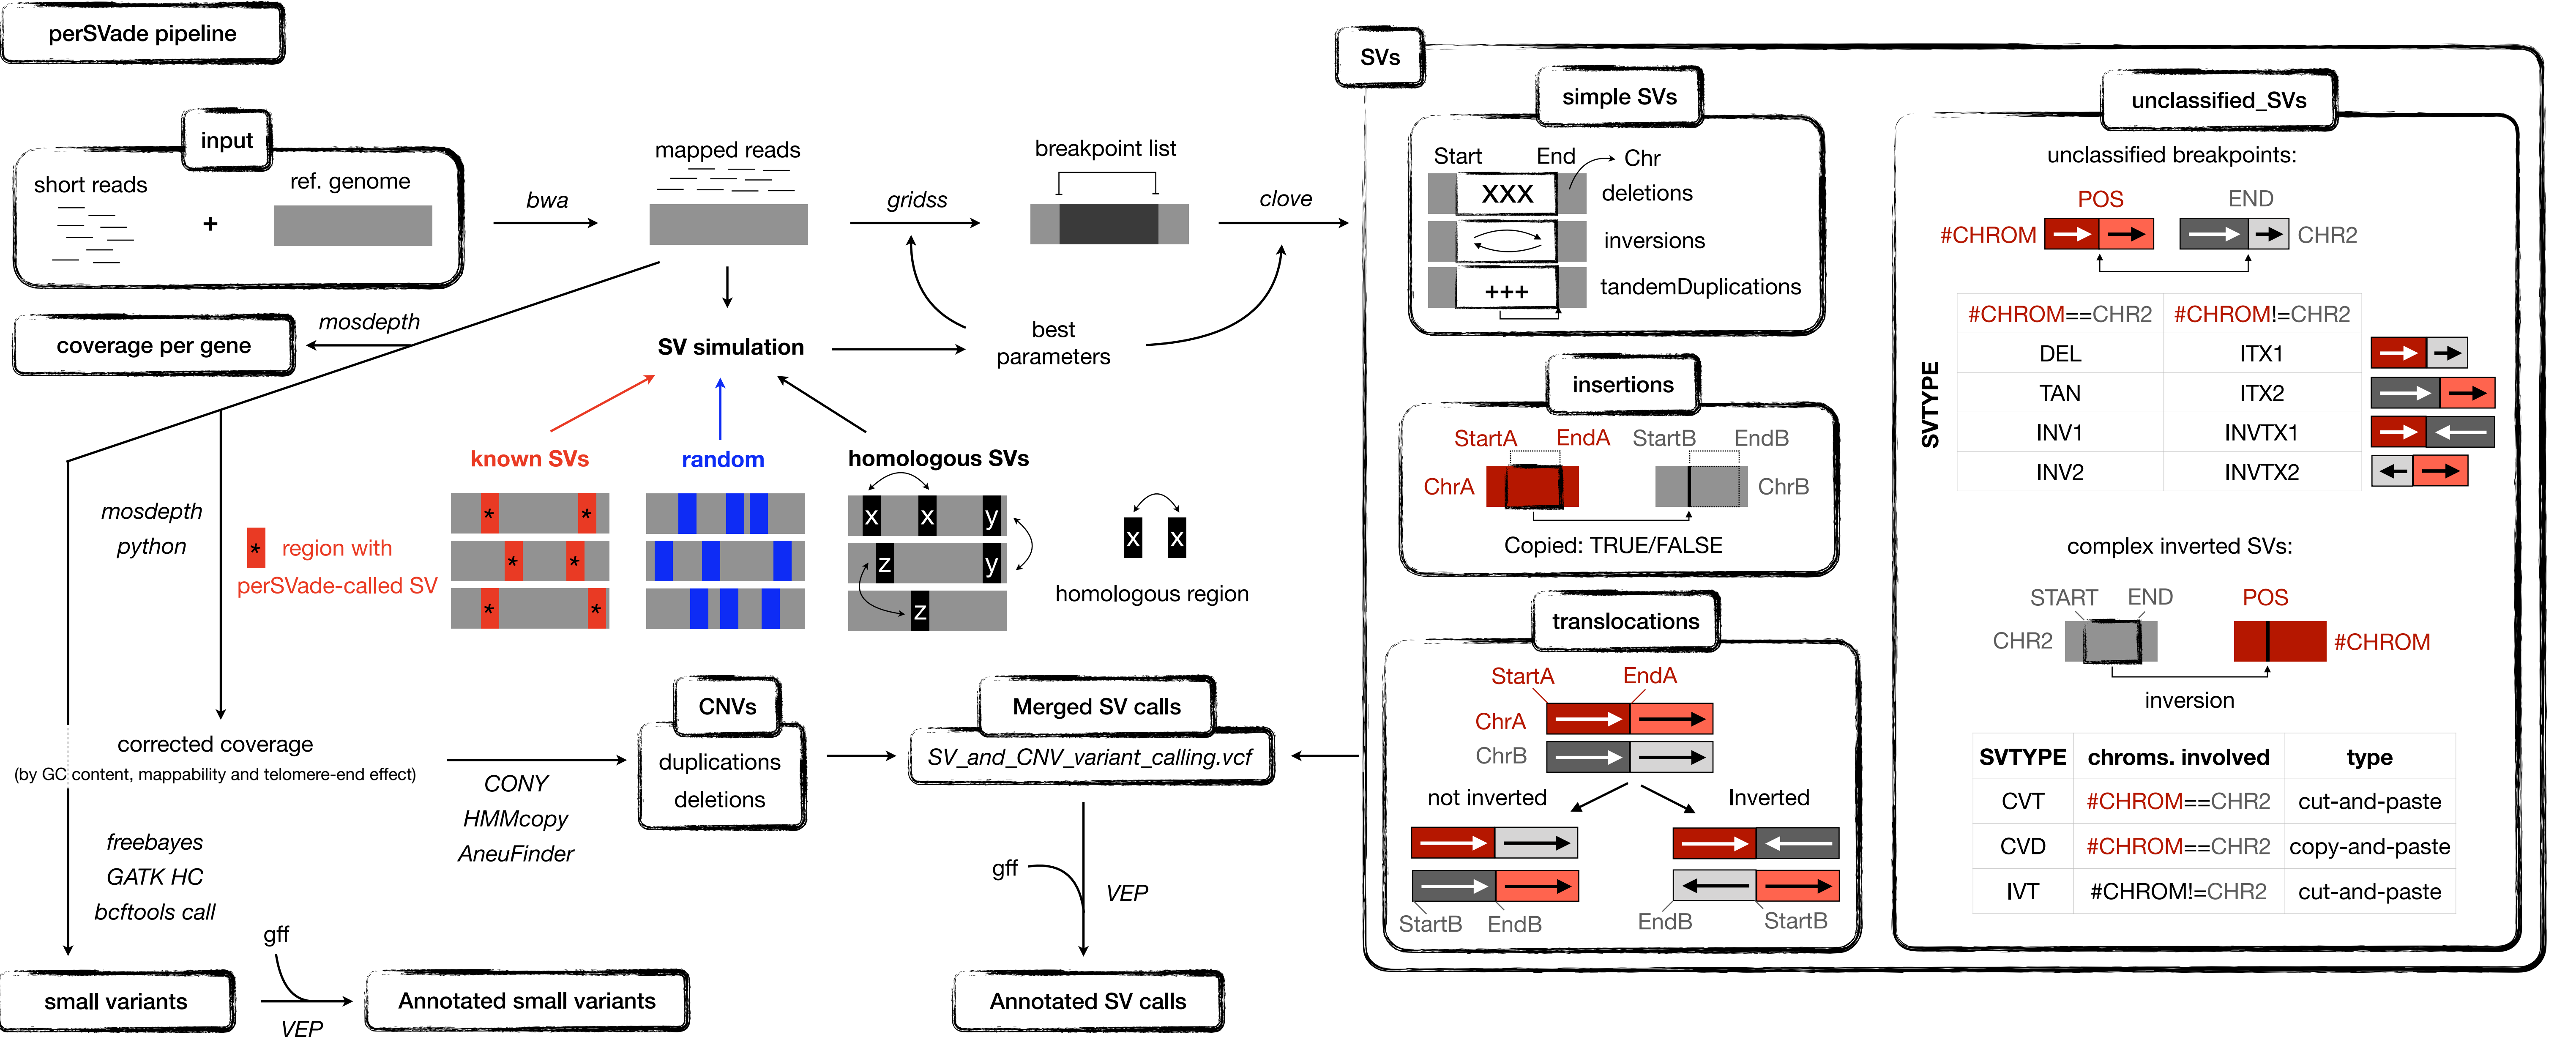 perSVade pipeline
input
short reads
ref. genome
+
bwa
mapped reads
gridss
breakpoint list
clove
mosdepth
coverage per gene
SV simulation
best
parameters
known SVs
random
homologous SVs
* *
* *
* *
x x y
z y
z
x x
homologous region
mosdepth
python
* region with
perSVade-called SV
corrected coverage
(by GC content, mappability and telomere-end effect)
CONY
HMMcopy
AneuFinder
CNVs
duplications
deletions
Merged SV calls
SV_and_CNV_variant_calling.vcf
gff
VEP
Annotated SV calls
freebayes
GATK HC
bcftools call
small variants
gff
VEP
Annotated small variants
SVs
simple SVs
Start End Chr
XXX deletions
inversions
+++ tandemDuplications
insertions
StartA EndA StartB EndB
ChrA ChrB
Copied: TRUE/FALSE
translocations
StartA EndA
ChrA
ChrB
not inverted Inverted
StartB EndB EndB StartB
unclassified_SVs
unclassified breakpoints:
POS END
#CHROM CHR2
SVTYPE
#CHROM==CHR2 #CHROM!=CHR2
DEL ITX1
TAN ITX2
INV1 INVTX1
INV2 INVTX2
complex inverted SVs:
START END POS
CHR2 #CHROM
inversion
SVTYPE chroms. involved type
CVT #CHROM==CHR2 cut-and-paste
CVD #CHROM==CHR2 copy-and-paste
IVT #CHROM!=CHR2 cut-and-paste